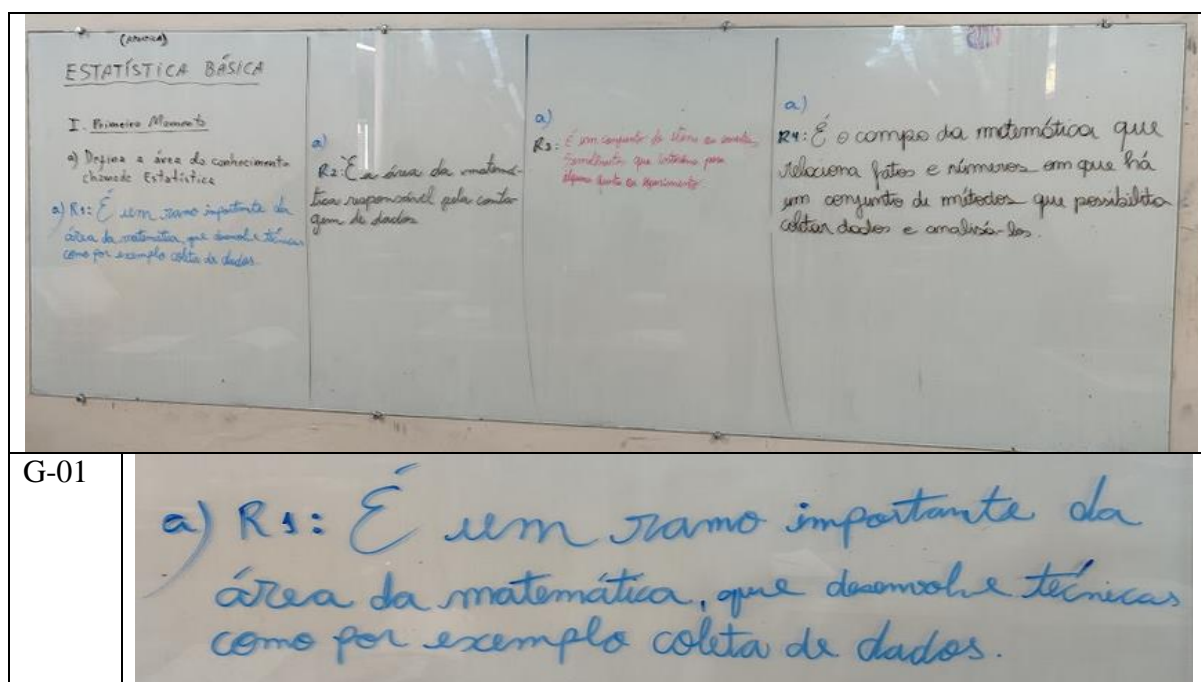 ESTATÍSTICA BÁSICA
I. Primeiro Momento
a) Defina a área do conhecimento
chamada Estatística
a) R1: É um ramo importante da
área da matemática, que desenvolve técnicas
como por exemplo coleta de dados.
a)
R2: É a área da matemá-
tica responsável pela conta-
gem de dados
a)
R3: É um conjunto de
que para
alguma
a)
R4: É o campo da matemática que
relaciona fatos e números em que há
um conjunto de métodos que possibilita
coletar dados e analisá-los.
G-01
a) R1: É um ramo importante da
área da matemática, que desenvolve técnicas
como por exemplo coleta de dados.